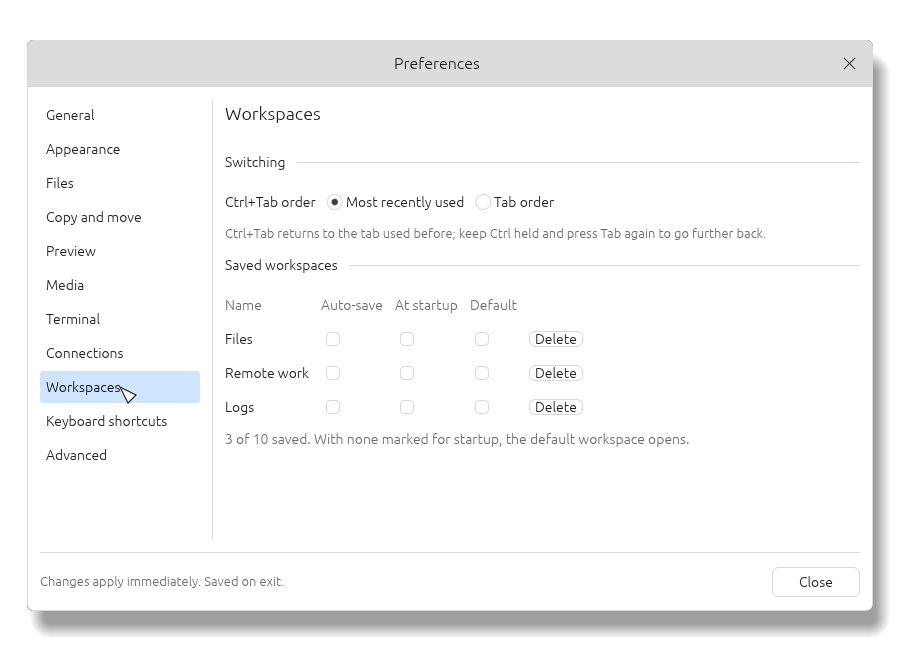 Preferences
General
Appearance
Files
Copy and move
Preview
Media
Terminal
Connections
Workspaces
Keyboard shortcuts
Advanced
Workspaces
Switching
Ctrl+Tab order Most recently used Tab order
Ctrl+Tab returns to the tab used before; keep Ctrl held and press Tab again to go further back.
Saved workspaces
Name Auto-save At startup Default
Files Delete
Remote work Delete
Logs Delete
3 of 10 saved. With none marked for startup, the default workspace opens.
Changes apply immediately. Saved on exit.
Close